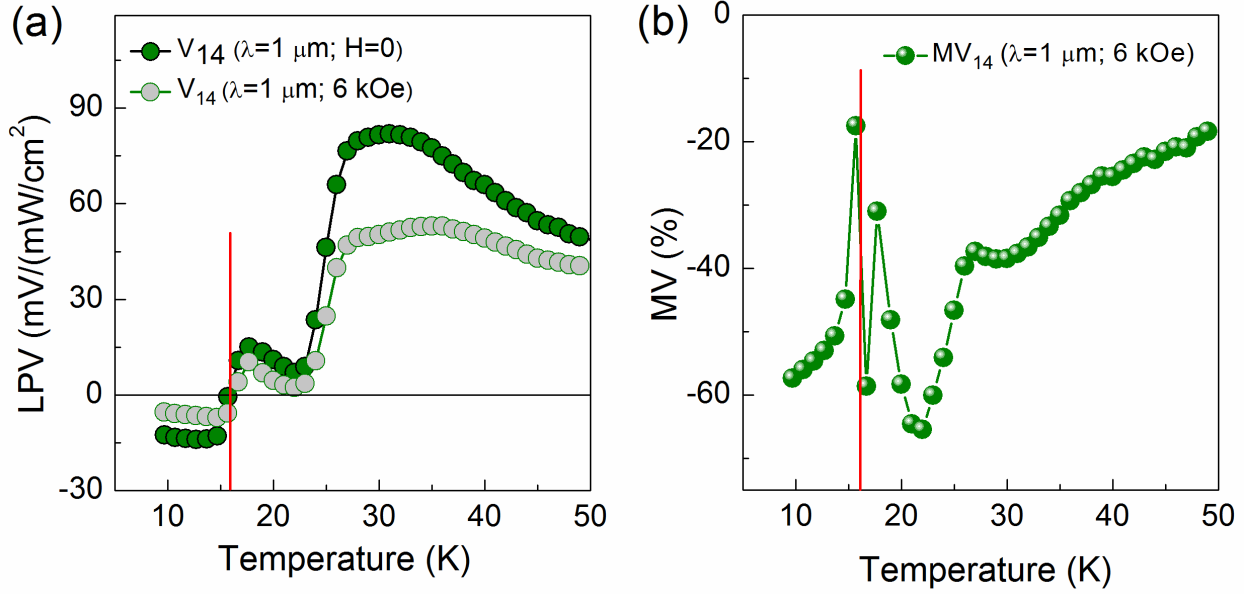 (a)
V14 (λ=1 μm; H=0)
V14 (λ=1 μm; 6 kOe)
90
60
30
0
-30
LPV (mV/(mW/cm²)
10 20 30 40 50
Temperature (K)
(b)
MV14 (λ=1 μm; 6 kOe)
0
-20
-40
-60
MV (%)
10 20 30 40 50
Temperature (K)